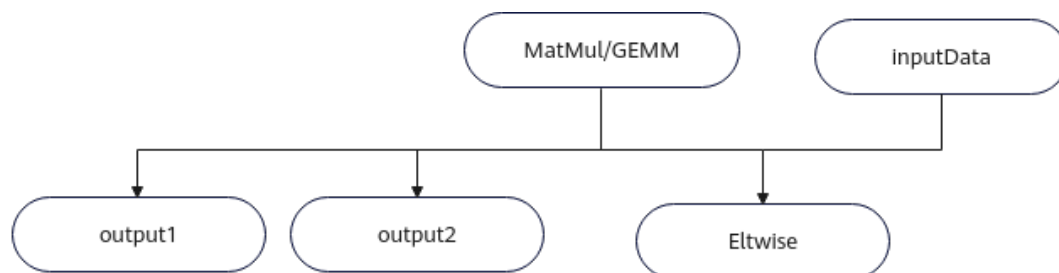 MatMul/GEMM
inputData
output1
output2
Eltwise